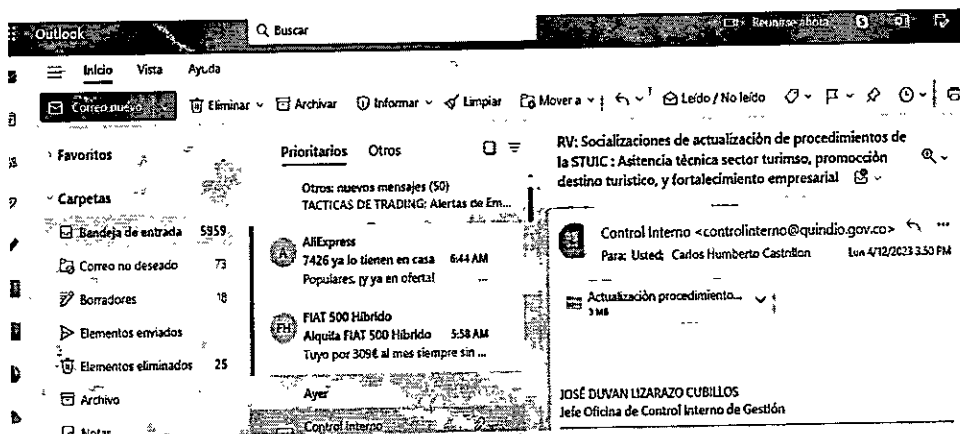 Outlook
Buscar
Reunirse ahora
Inicio Vista Ayuda
Correo nuevo
Eliminar
Archivar
Informar
Limpiar
Mover a
Leído / No leído
Favoritos
Carpetas
Bandeja de entrada 5959
Correo no deseado 73
Borradores 18
Elementos enviados
Elementos eliminados 25
Archivo
Notas
Prioritarios Otros
Otros: nuevos mensajes (50)
TACTICAS DE TRADING; Alertas de Em...
A
AliExpress
7426 ya lo tienen en casa 6:44 AM
Populares, ¡y ya en oferta!
FH
FIAT 500 Híbrido
Alquila FIAT 500 Híbrido 5:58 AM
Tuyo por 309€ al mes siempre sin ...
Ayer
Control Interno
RV: Socializaciones de actualización de procedimientos de
la STUIC : Asitencia técnica sector turimso, promocción
destino turistico, y fortalecimiento empresarial
Control Interno <controlinterno@quindio.gov.co>
Para: Usted; Carlos Humberto Castrillon Lun 4/12/2023 3:50 PM
Actualización procedimiento...
3 MB
JOSÉ DUVAN LIZARAZO CUBILLOS
Jefe Oficina de Control Interno de Gestión